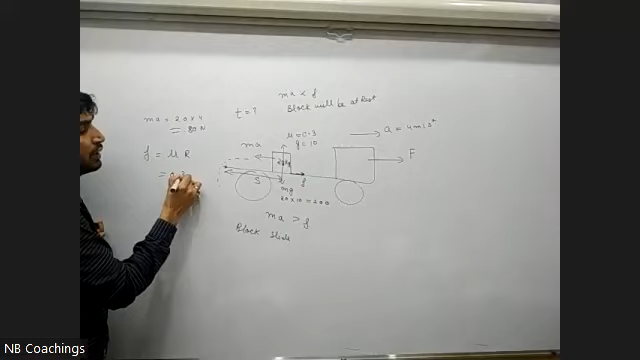 ma < f
Block will be at Rest
ma = 20 x 4
= 80 N
t = ?
μ = 0.3
g = 10
a = 4 m/s²
ma
f = μ R
F
20 kg
S
f
mg
20 x 10 = 200
ma > f
Block slide
NB Coachings